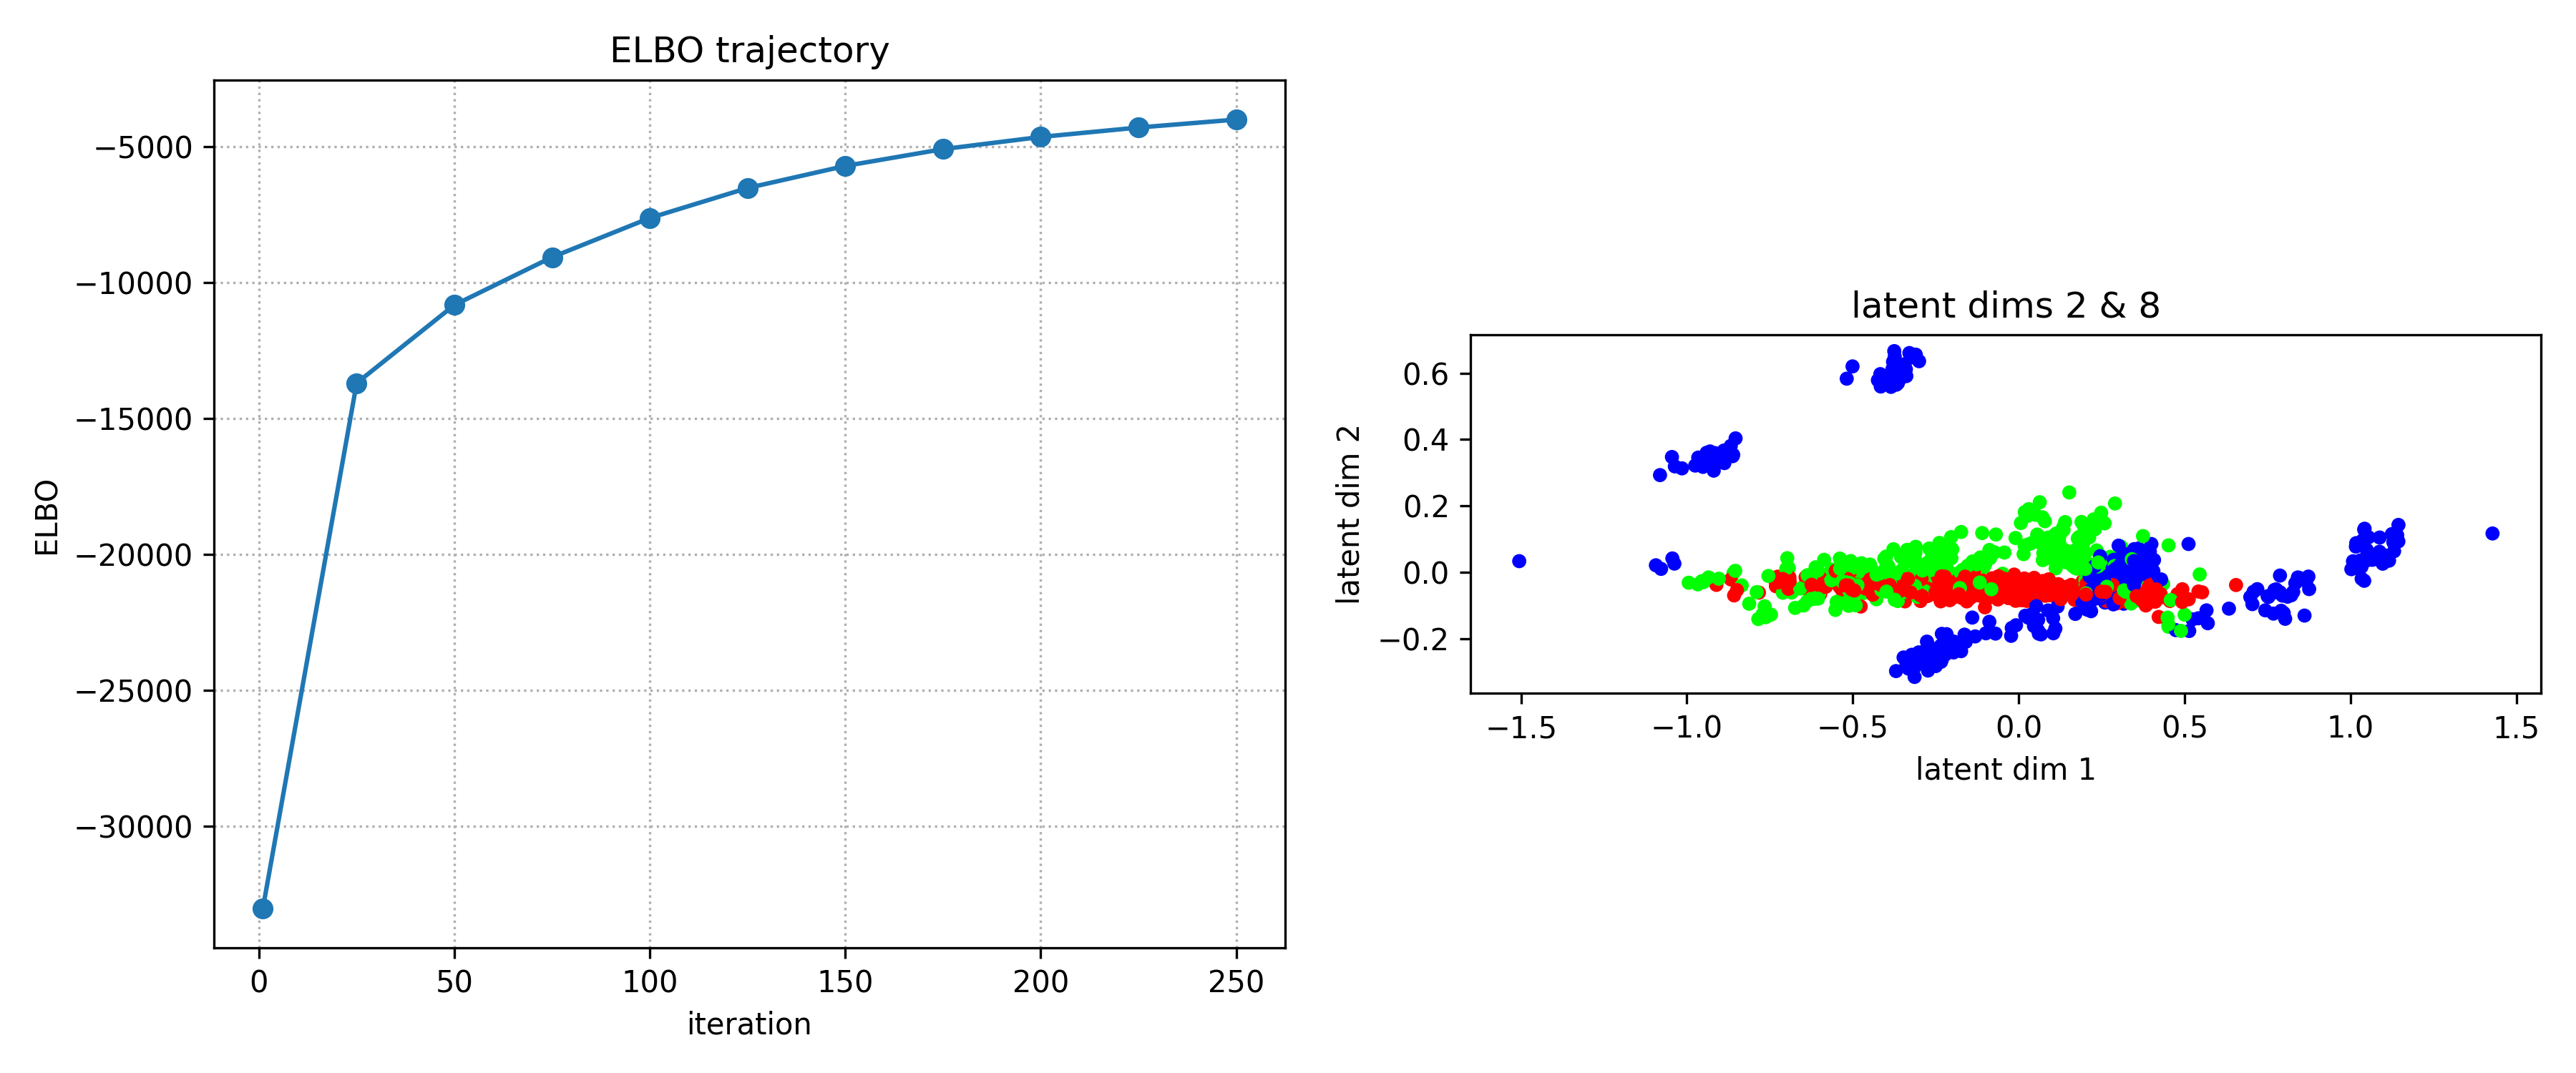 ELBO trajectory
ELBO
−5000
−10000
−15000
−20000
−25000
−30000
0 50 100 150 200 250
iteration
latent dims 2 & 8
latent dim 2
0.6
0.4
0.2
0.0
−0.2
−1.5 −1.0 −0.5 0.0 0.5 1.0 1.5
latent dim 1